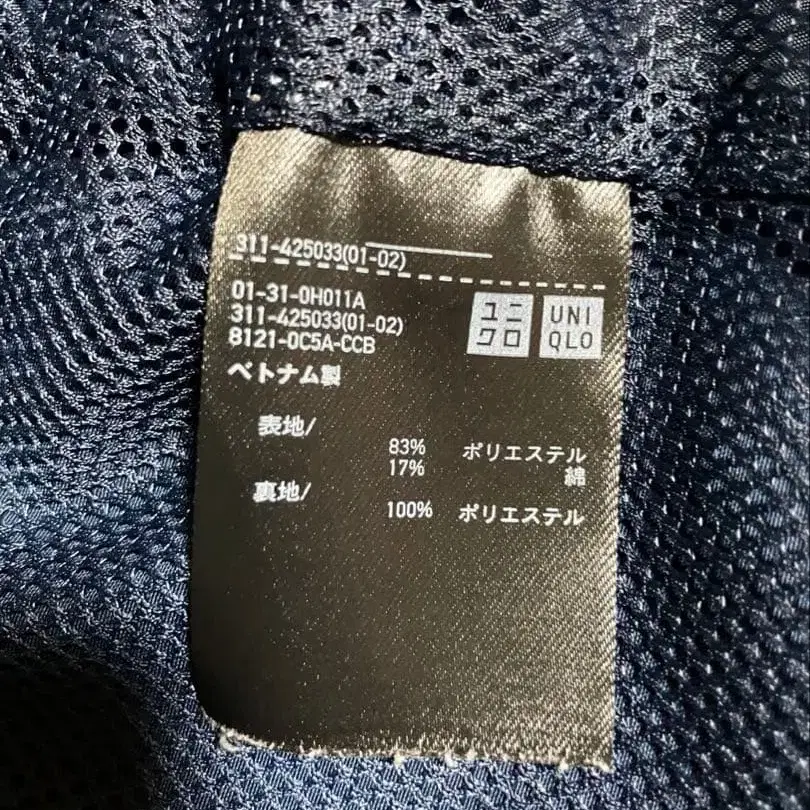 311-425033(01-02)
01-31-0H011A
311-425033(01-02)
8121-0C5A-CCB
ベトナム製
ユニ
クロ
UNI
QLO
表地/
83% ポリエステル
17% 綿
裏地/
100% ポリエステル